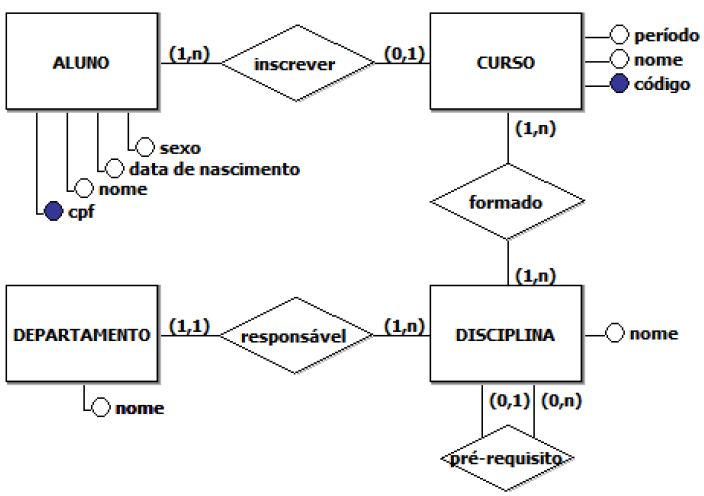 ALUNO
(1,n)
inscrever
(0,1)
CURSO
período
nome
código
sexo
data de nascimento
nome
cpf
(1,n)
formado
(1,n)
DEPARTAMENTO
(1,1)
responsável
(1,n)
DISCIPLINA
nome
nome
(0,1)
(0,n)
pré-requisito